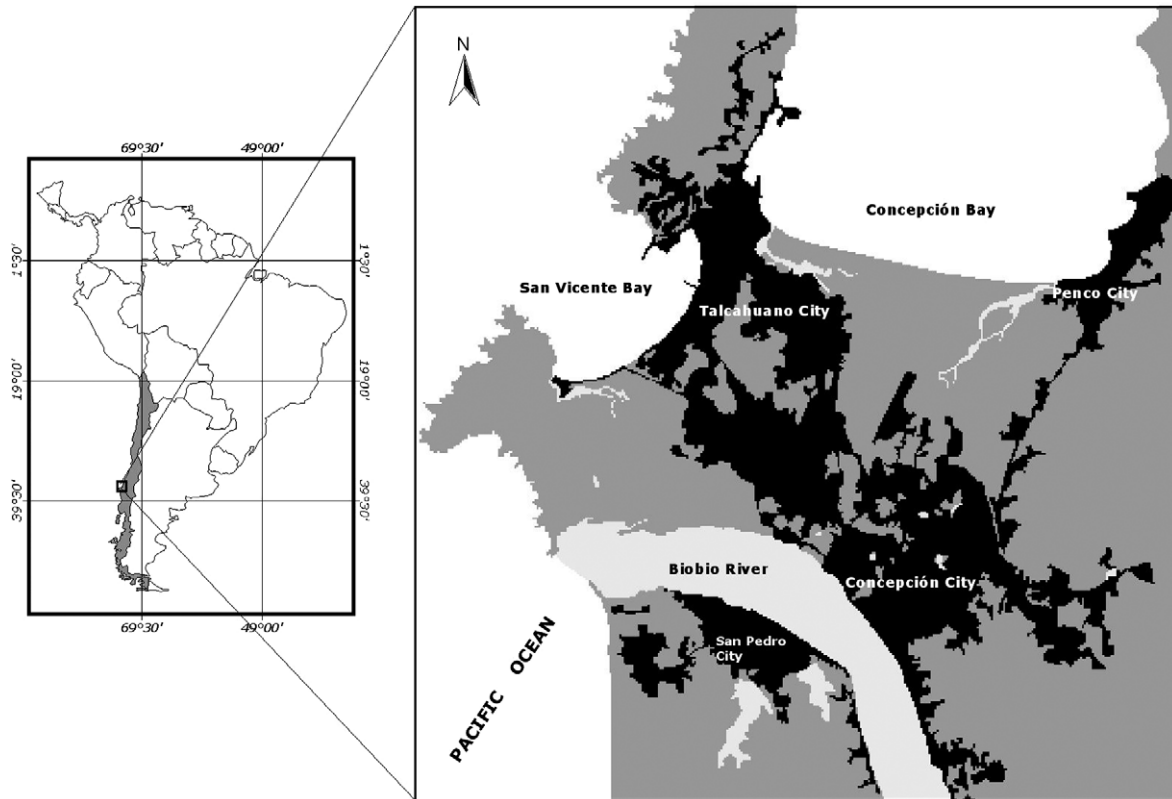 N
69°30'
49°00'
Concepción Bay
1°30'
1°30'
San Vicente Bay
Talcahuano City
Penco City
19°00'
19°00'
39°30'
39°30'
Biobio River
Concepción City
69°30'
49°00'
San Pedro
City
PACIFIC OCEAN